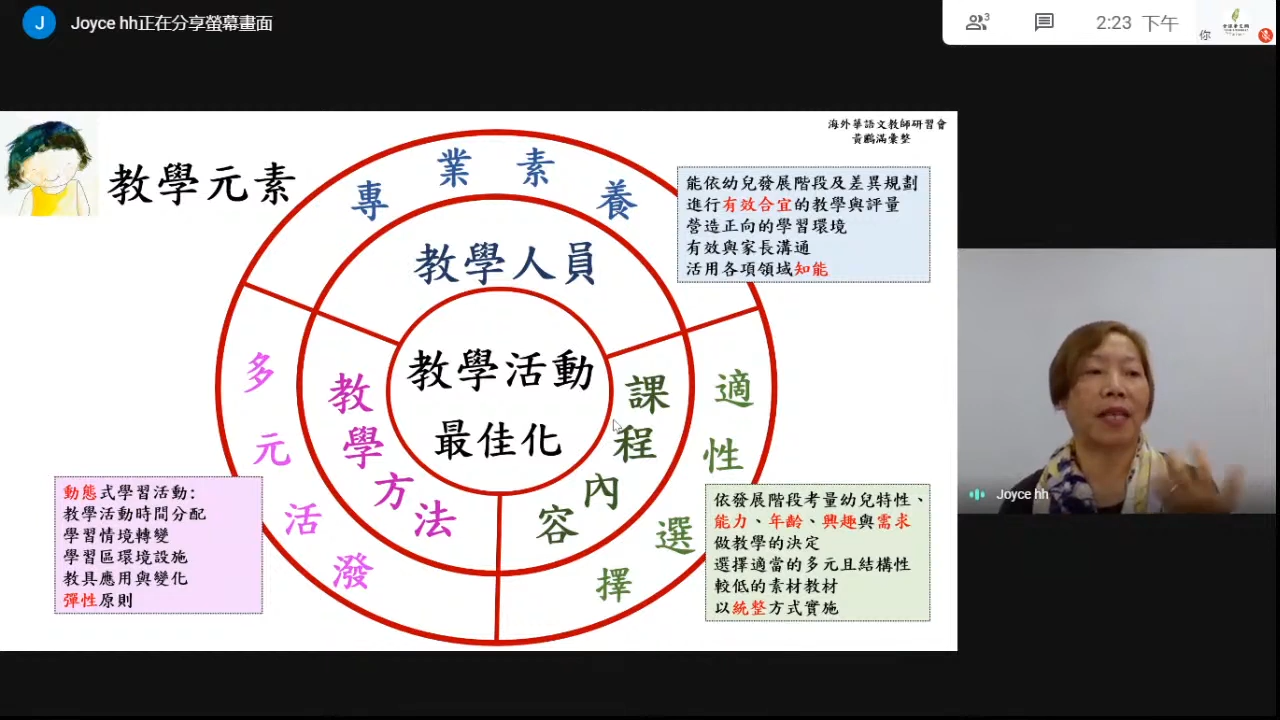 J
Joyce hh正在分享螢幕畫面
3
2:23 下午
你
海外華語文教師研習會
黃鸝滿彙整
教學元素
專業素養
教學人員
能依幼兒發展階段及差異規劃
進行有效合宜的教學與評量
營造正向的學習環境
有效與家長溝通
活用各項領域知能
教學活動
最佳化
多元活潑
教學方法
課程內容
適性選擇
動態式學習活動:
教學活動時間分配
學習情境轉變
學習區環境設施
教具應用與變化
彈性原則
依發展階段考量幼兒特性、
能力、年齡、興趣與需求
做教學的決定
選擇適當的多元且結構性
較低的素材教材
以統整方式實施
Joyce hh